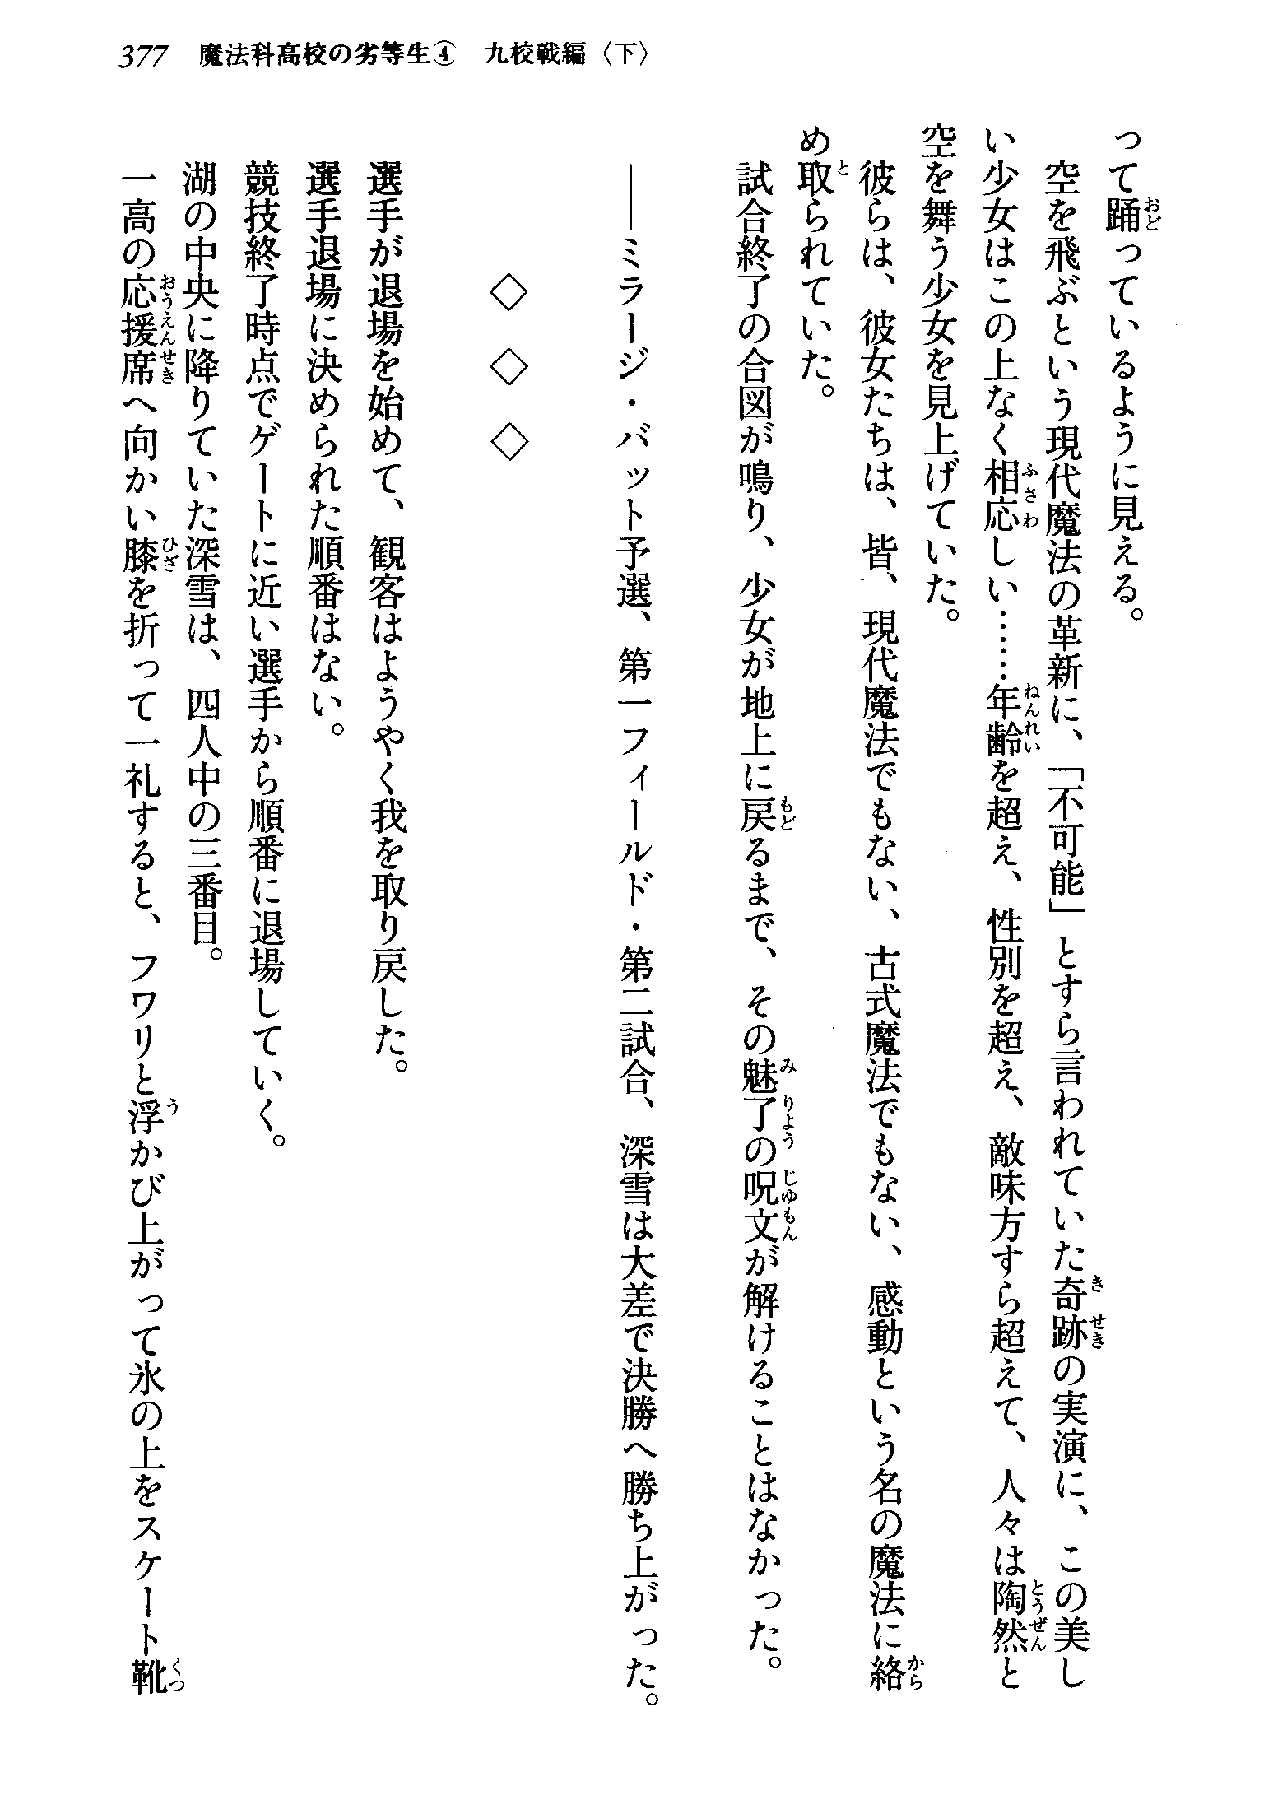 377　魔法科高校の劣等生④　九校戦編〈下〉
って踊っているように見える。
　空を飛ぶという現代魔法の革新に、「不可能」とすら言われていた奇跡の実演に、この美し
い少女はこの上なく相応しい……年齢を超え、性別を超え、敵味方すら超えて、人々は陶然と
空を舞う少女を見上げていた。
　彼らは、彼女たちは、皆、現代魔法でもない、古式魔法でもない、感動という名の魔法に絡
め取られていた。
　試合終了の合図が鳴り、少女が地上に戻るまで、その魅了の呪文が解けることはなかった。
　――ミラージ・バット予選、第一フィールド・第二試合、深雪は大差で決勝へ勝ち上がった。
◇　◇　◇
　選手が退場を始めて、観客はようやく我を取り戻した。
　選手退場に決められた順番はない。
　競技終了時点でゲートに近い選手から順番に退場していく。
　湖の中央に降りていた深雪は、四人中の三番目。
　一高の応援席へ向かい膝を折って一礼すると、フワリと浮かび上がって氷の上をスケート靴